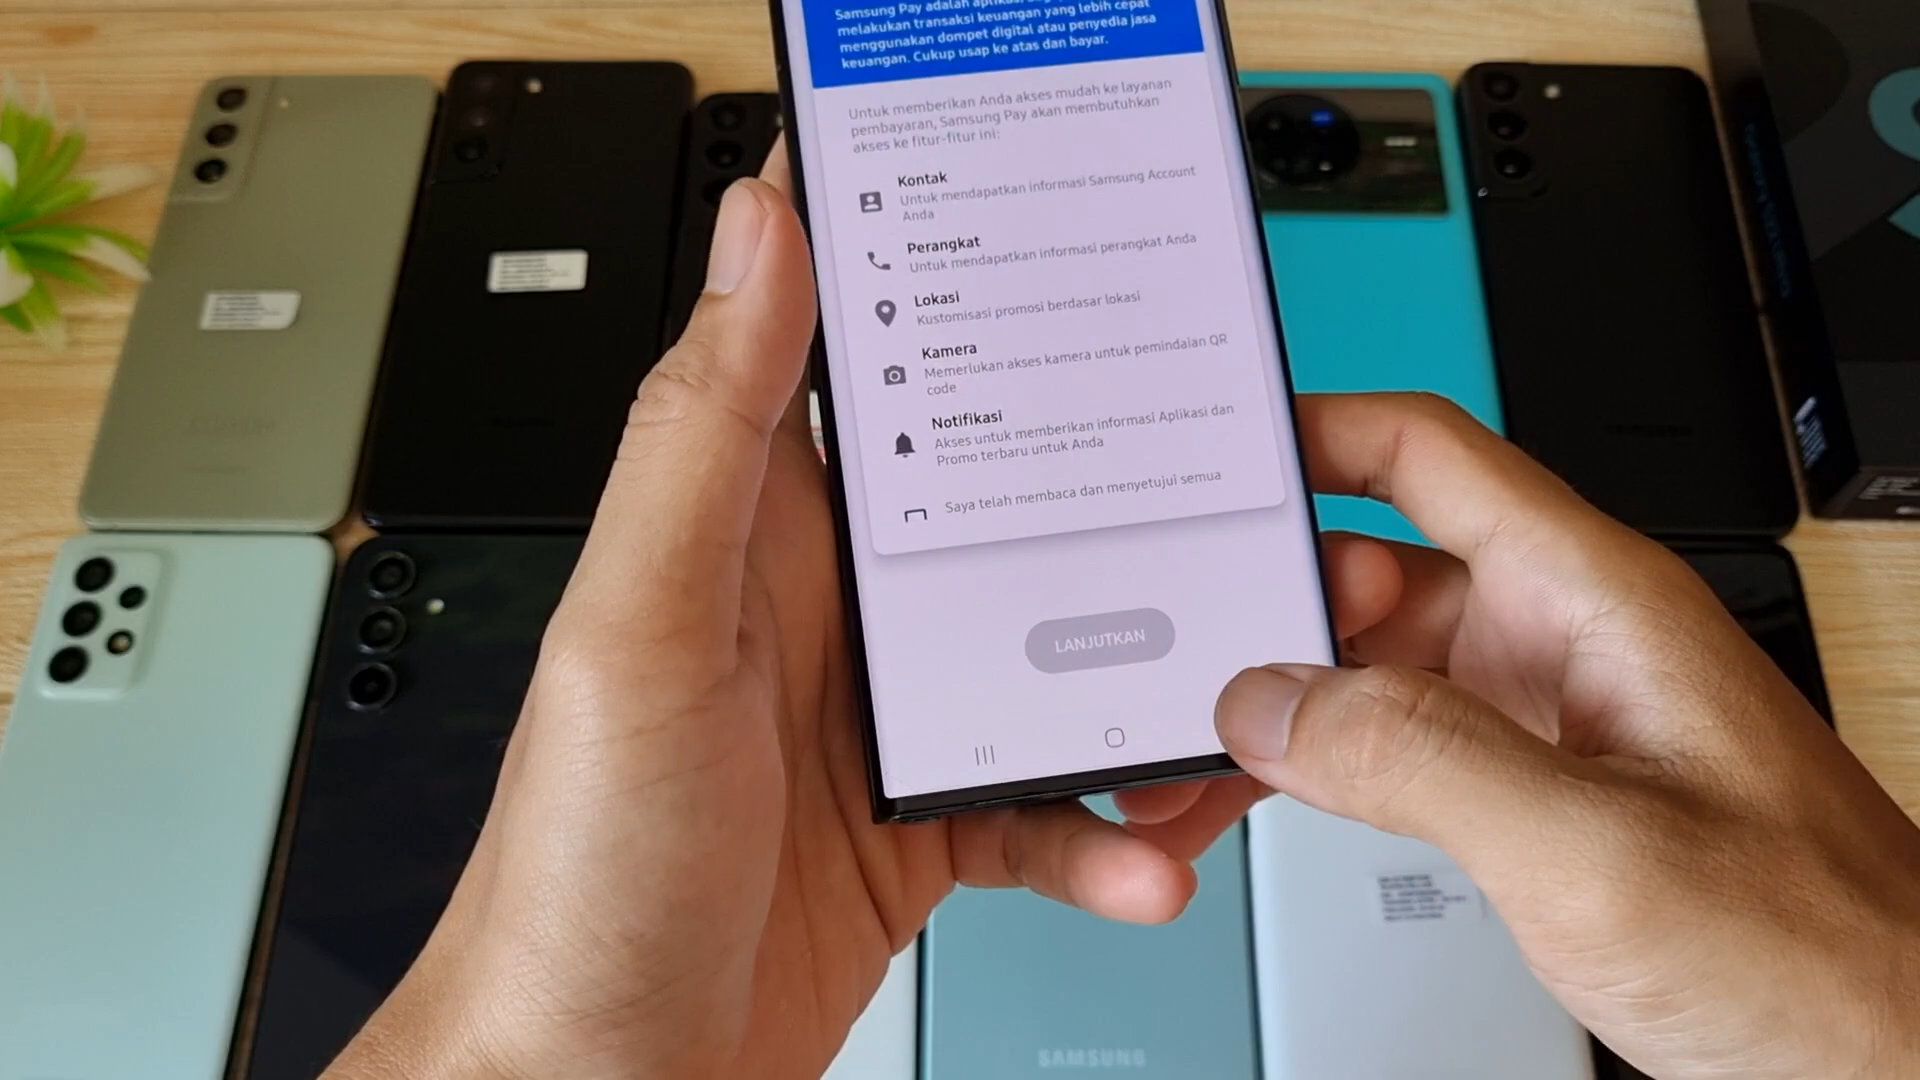 Samsung Pay adalah
melakukan transaksi keuangan yang lebih cepat
menggunakan dompet digital atau penyedia jasa
keuangan. Cukup usap ke atas dan bayar.
Untuk memberikan Anda akses mudah ke layanan
pembayaran, Samsung Pay akan membutuhkan
akses ke fitur-fitur ini:
Kontak
Untuk mendapatkan informasi Samsung Account
Anda
Perangkat
Untuk mendapatkan informasi perangkat Anda
Lokasi
Kustomisasi promosi berdasar lokasi
Kamera
Memerlukan akses kamera untuk pemindaian QR
code
Notifikasi
Akses untuk memberikan informasi Aplikasi dan
Promo terbaru untuk Anda
Saya telah membaca dan menyetujui semua
LANJUTKAN
SAMSUNG